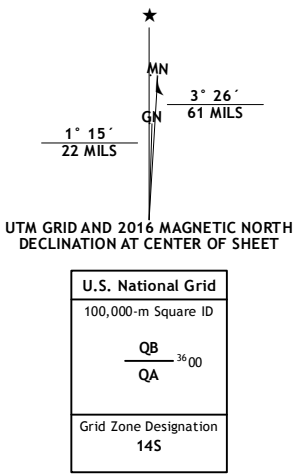 ★
MN
GN
3° 26´
61 MILS
1° 15´
22 MILS
UTM GRID AND 2016 MAGNETIC NORTH
DECLINATION AT CENTER OF SHEET
U.S. National Grid
100,000-m Square ID
QB
3600
QA
Grid Zone Designation
14S